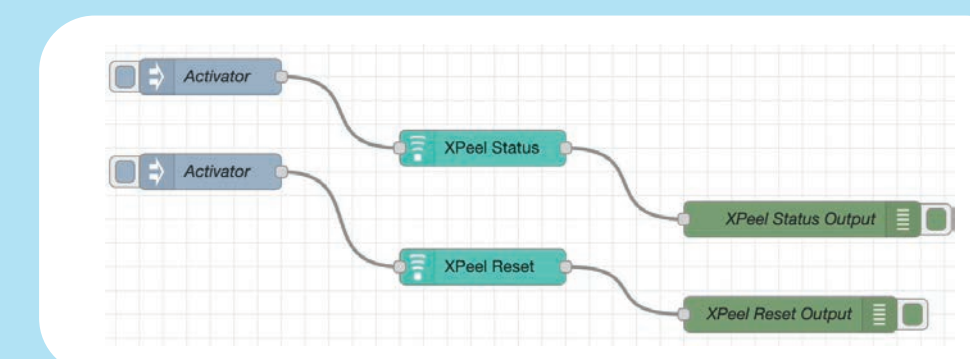 Activator
XPeel Status
Activator
XPeel Status Output
XPeel Reset
XPeel Reset Output